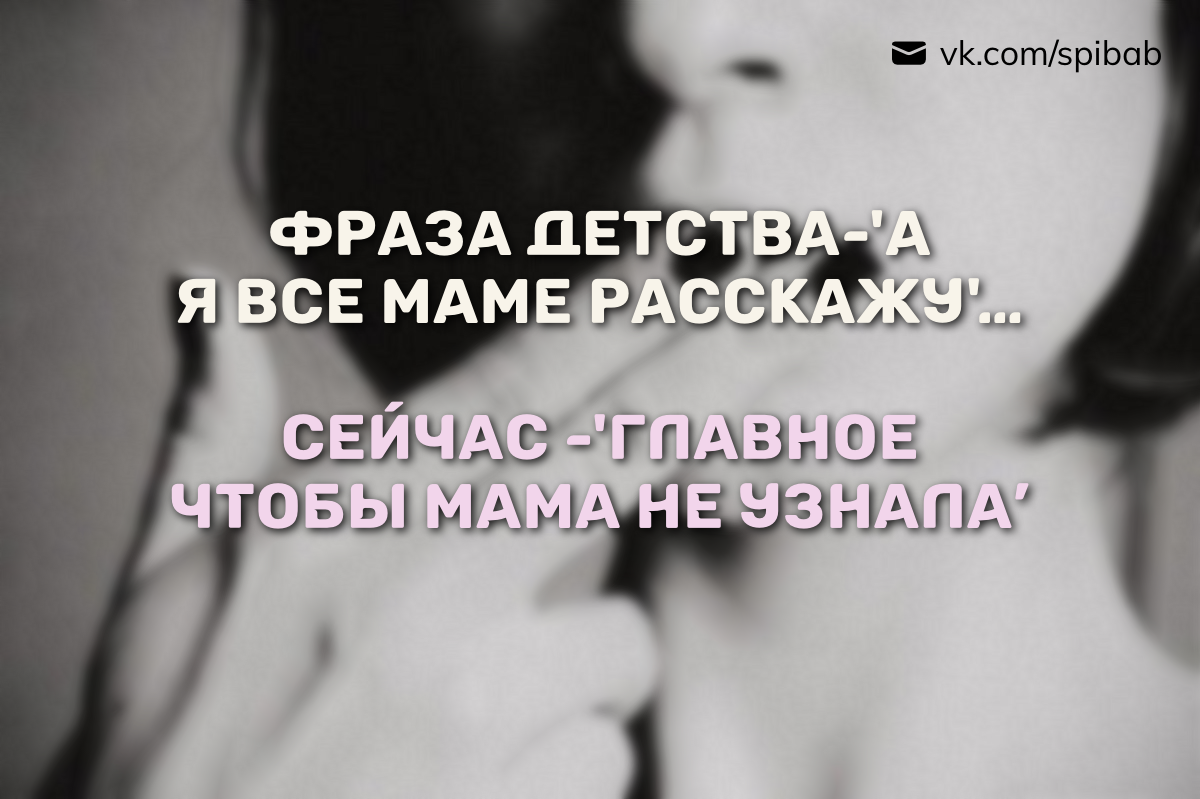 vk.com/spibab
ФРАЗА ДЕТСТВА-'А
Я ВСЕ МАМЕ РАССКАЖУ'...
СЕЙЧАС -'ГЛАВНОЕ
ЧТОБЫ МАМА НЕ УЗНАЛА'